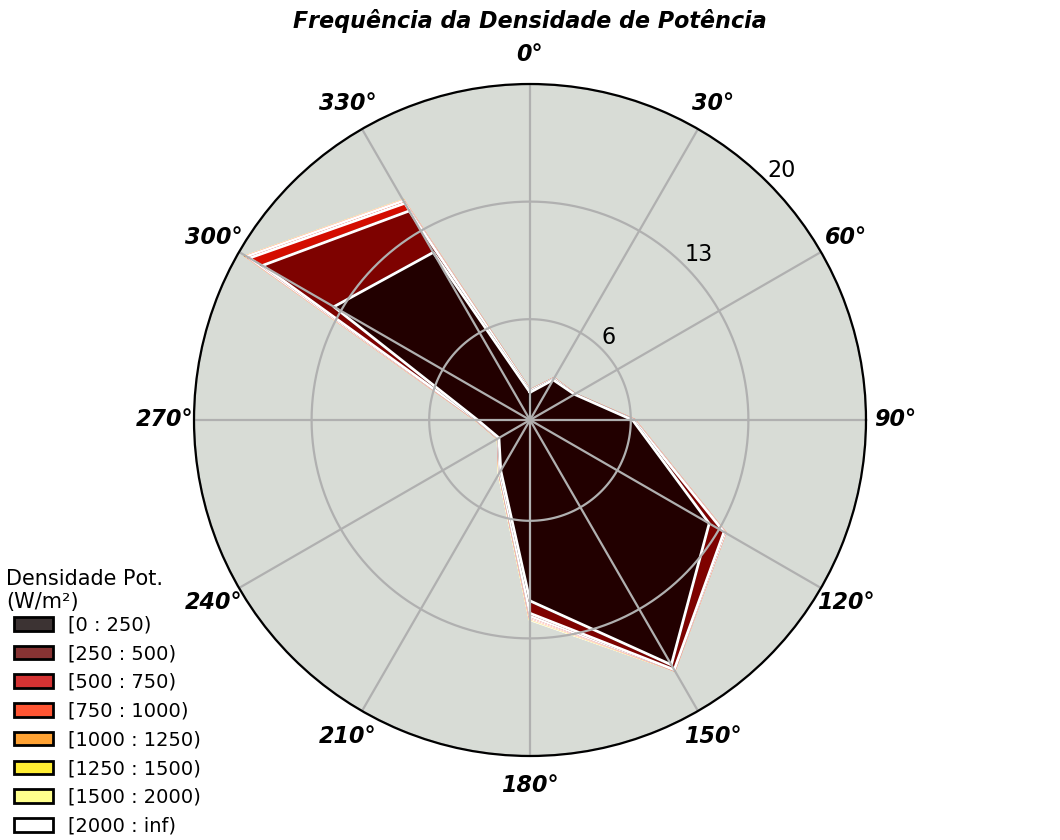 Frequência da Densidade de Potência
0°
330°
30°
20
300°
60°
13
6
270°
90°
240°
120°
210°
150°
180°
Densidade Pot.
(W/m²)
[0 : 250)
[250 : 500)
[500 : 750)
[750 : 1000)
[1000 : 1250)
[1250 : 1500)
[1500 : 2000)
[2000 : inf)